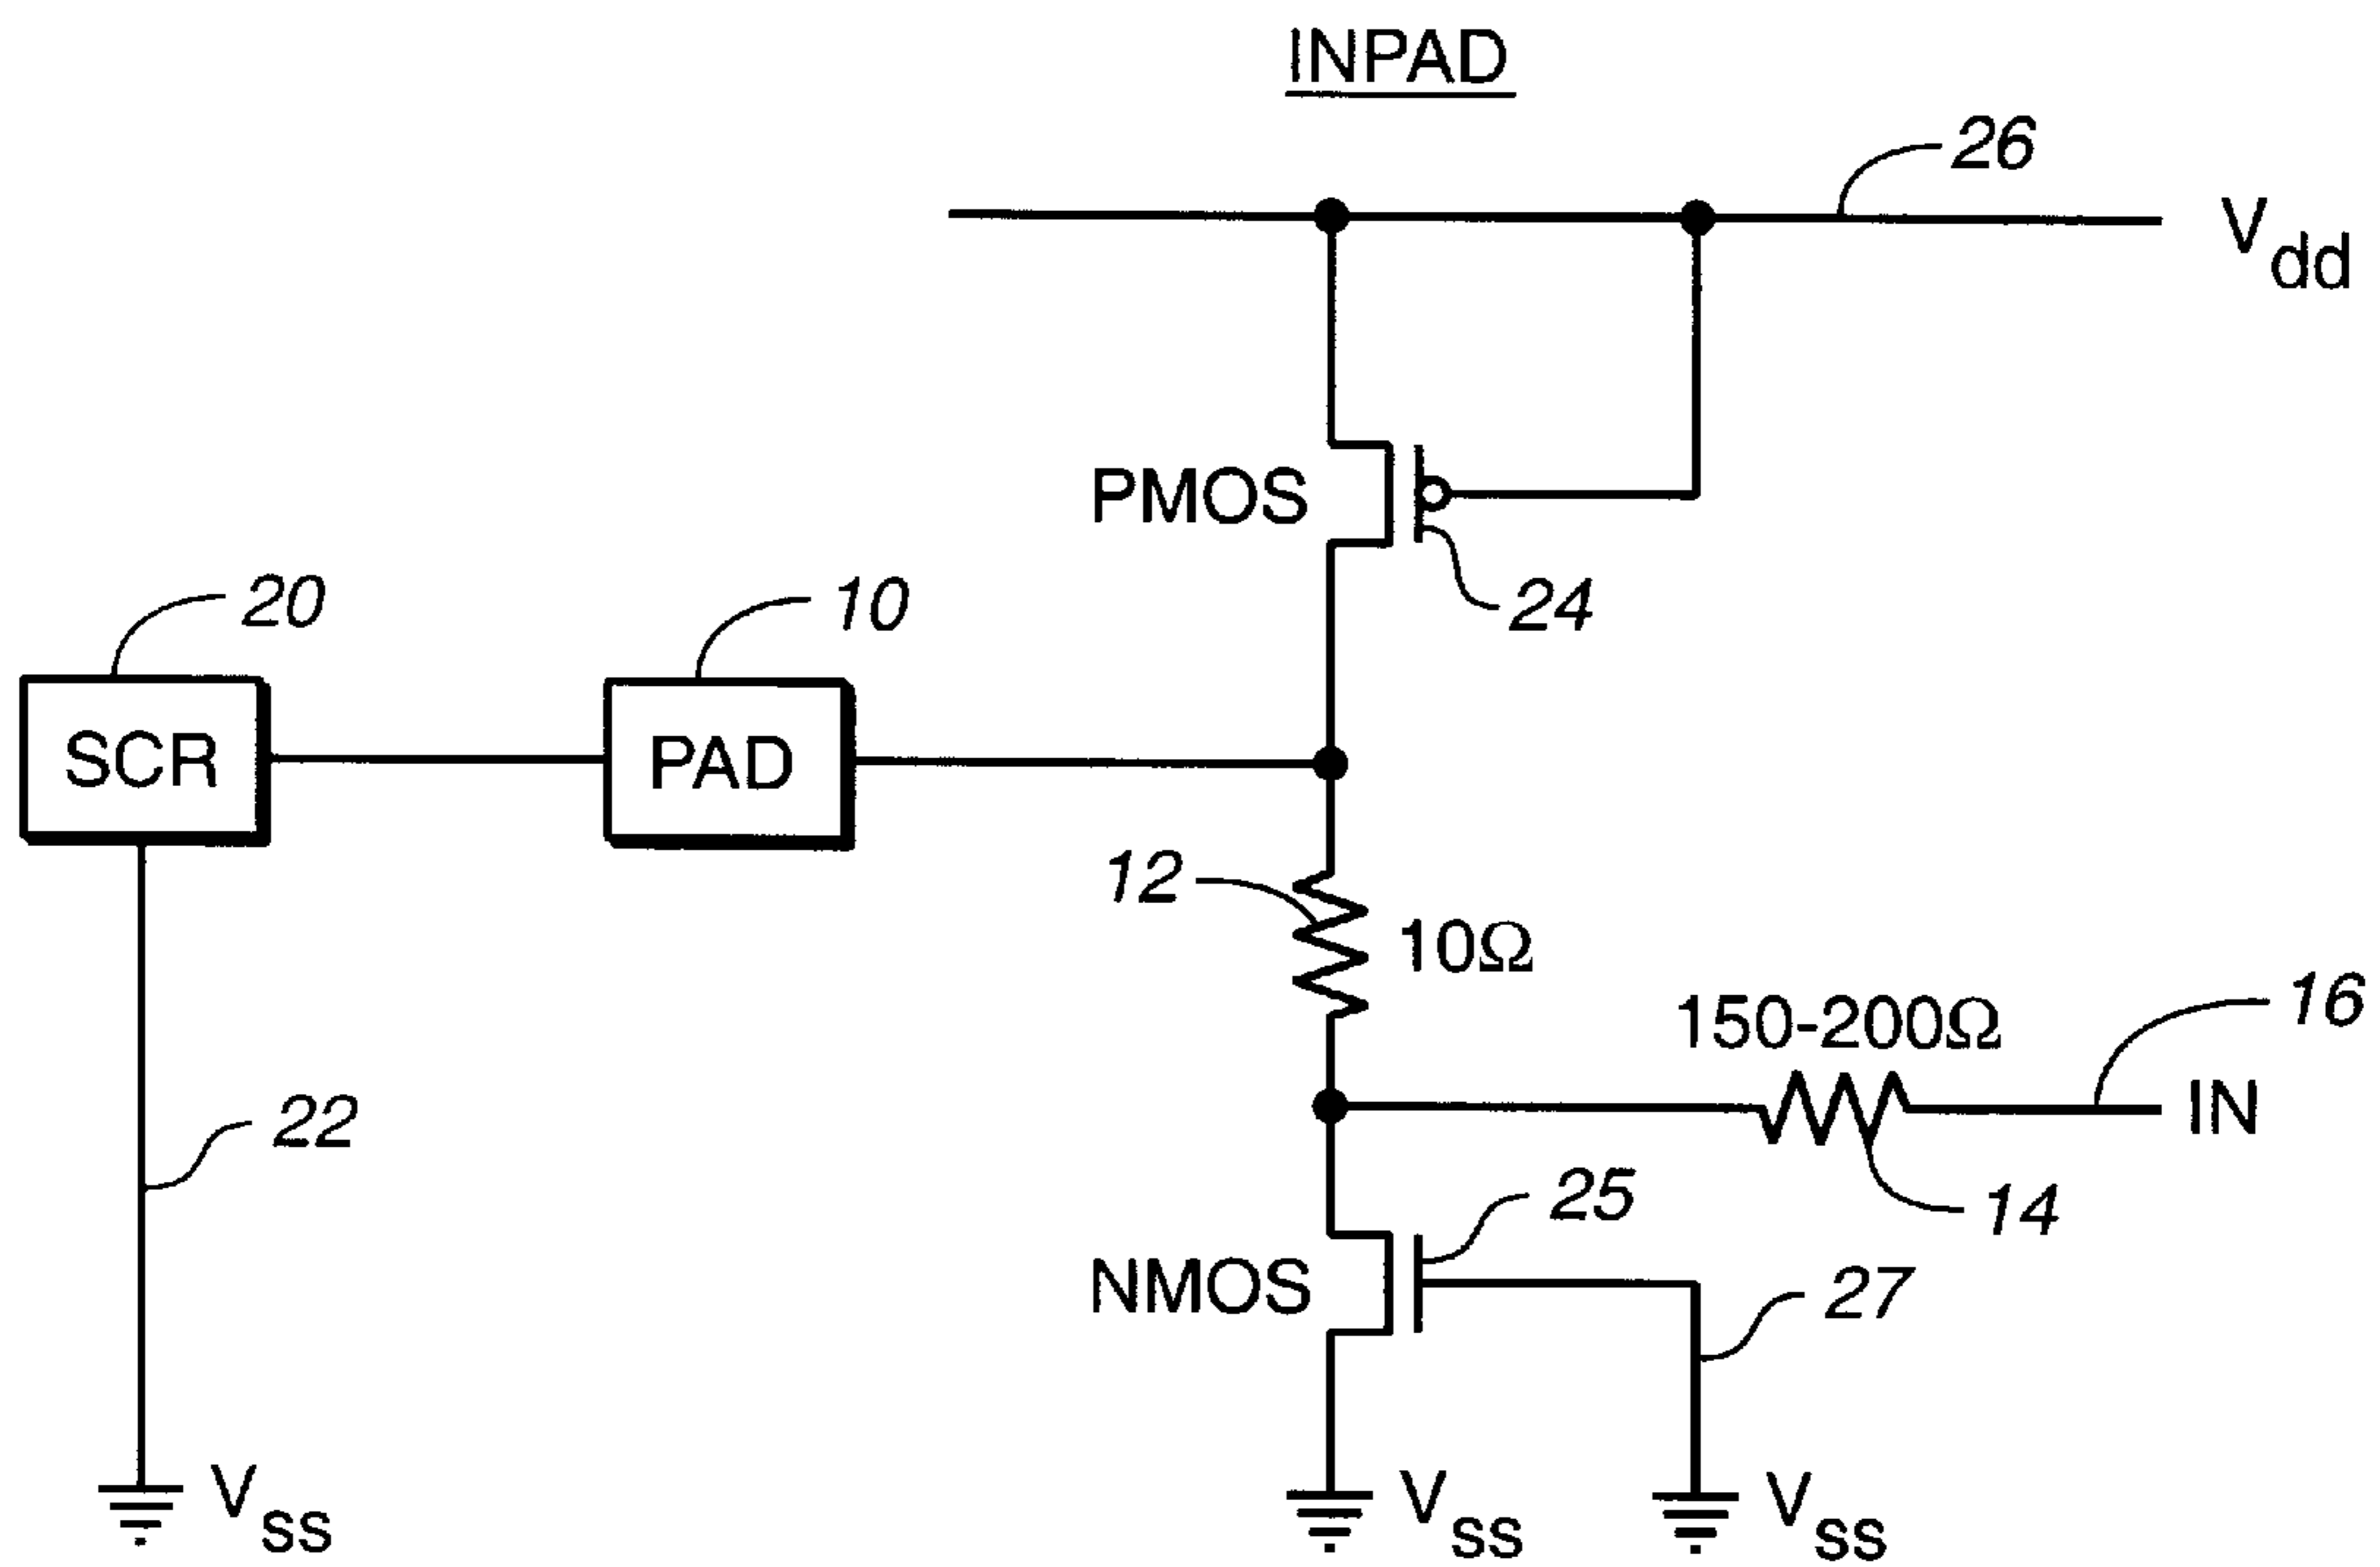 INPAD
26
Vdd
PMOS
24
20
10
SCR
PAD
12
10Ω
150-200Ω
16
IN
22
25
14
NMOS
27
Vss
Vss
Vss